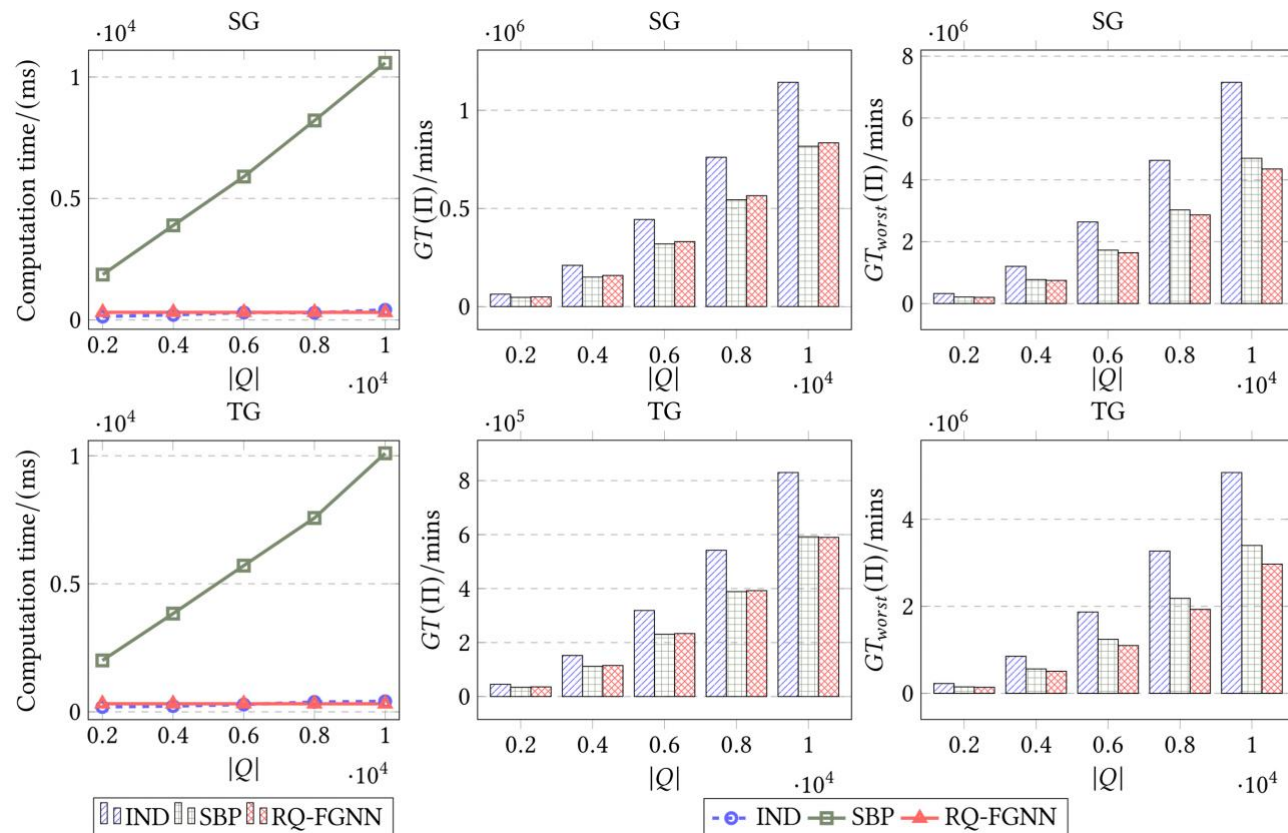 SG
·10^4
Computation time/(ms)
1
0.5
0
0.2 0.4 0.6 0.8 1
|Q| ·10^4
SG
·10^6
GT(Π)/mins
1
0.5
0
0.2 0.4 0.6 0.8 1
|Q| ·10^4
SG
·10^6
GT_worst(Π)/mins
8
6
4
2
0
0.2 0.4 0.6 0.8 1
|Q| ·10^4
TG
·10^4
Computation time/(ms)
1
0.5
0
0.2 0.4 0.6 0.8 1
|Q| ·10^4
TG
·10^5
GT(Π)/mins
8
6
4
2
0
0.2 0.4 0.6 0.8 1
|Q| ·10^4
TG
·10^6
GT_worst(Π)/mins
4
2
0
0.2 0.4 0.6 0.8 1
|Q| ·10^4
IND SBP RQ-FGNN
IND SBP RQ-FGNN